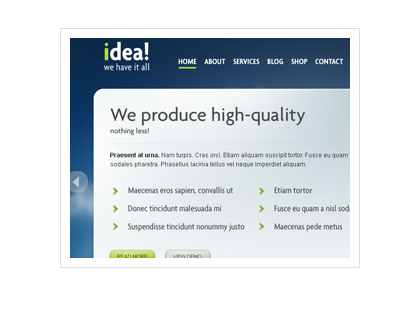 idea!
we have it all
HOME ABOUT SERVICES BLOG SHOP CONTACT
We produce high-quality
nothing less!
Praesent at urna. Nam turpis. Cras orci. Etiam aliquam suscipit tortor. Fusce eu quam
sodales pharetra. Phasellus lacinia tellus vel neque imperdiet aliquam.
Maecenas eros sapien, convallis ut
Etiam tortor
Donec tincidunt malesuada mi
Fusce eu quam a nisl soda
Suspendisse tincidunt nonummy justo
Maecenas pede metus
READ MORE
VIEW DEMO